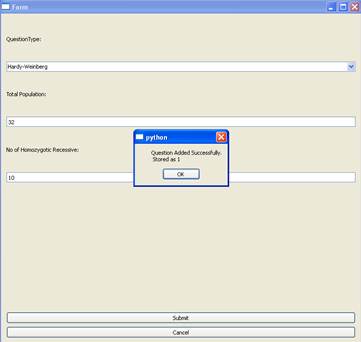 Form
QuestionType:
Hardy-Weinberg
Total Population:
32
python
Question Added Successfully.
Stored as 1
No of Homozygotic Recessive:
OK
10
Submit
Cancel